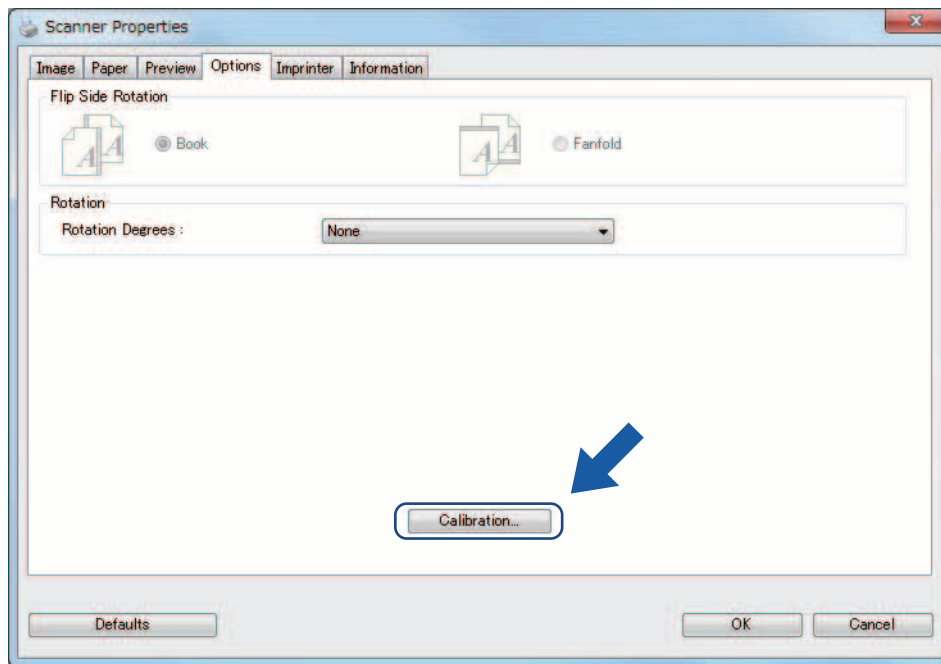 Scanner Properties
Image Paper Preview Options Imprinter Information
Flip Side Rotation
A A Book A A Fanfold
Rotation
Rotation Degrees : None
Calibration...
Defaults OK Cancel